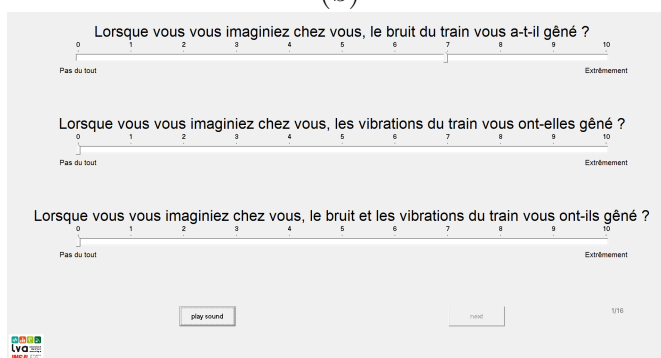 Lorsque vous vous imaginiez chez vous, le bruit du train vous a-t-il gêné ?
0 1 2 3 4 5 6 7 8 9 10
Pas du tout Extrêmement
Lorsque vous vous imaginiez chez vous, les vibrations du train vous ont-elles gêné ?
0 1 2 3 4 5 6 7 8 9 10
Pas du tout Extrêmement
Lorsque vous vous imaginiez chez vous, le bruit et les vibrations du train vous ont-ils gêné ?
0 1 2 3 4 5 6 7 8 9 10
Pas du tout Extrêmement
play sound next 1/16
lva